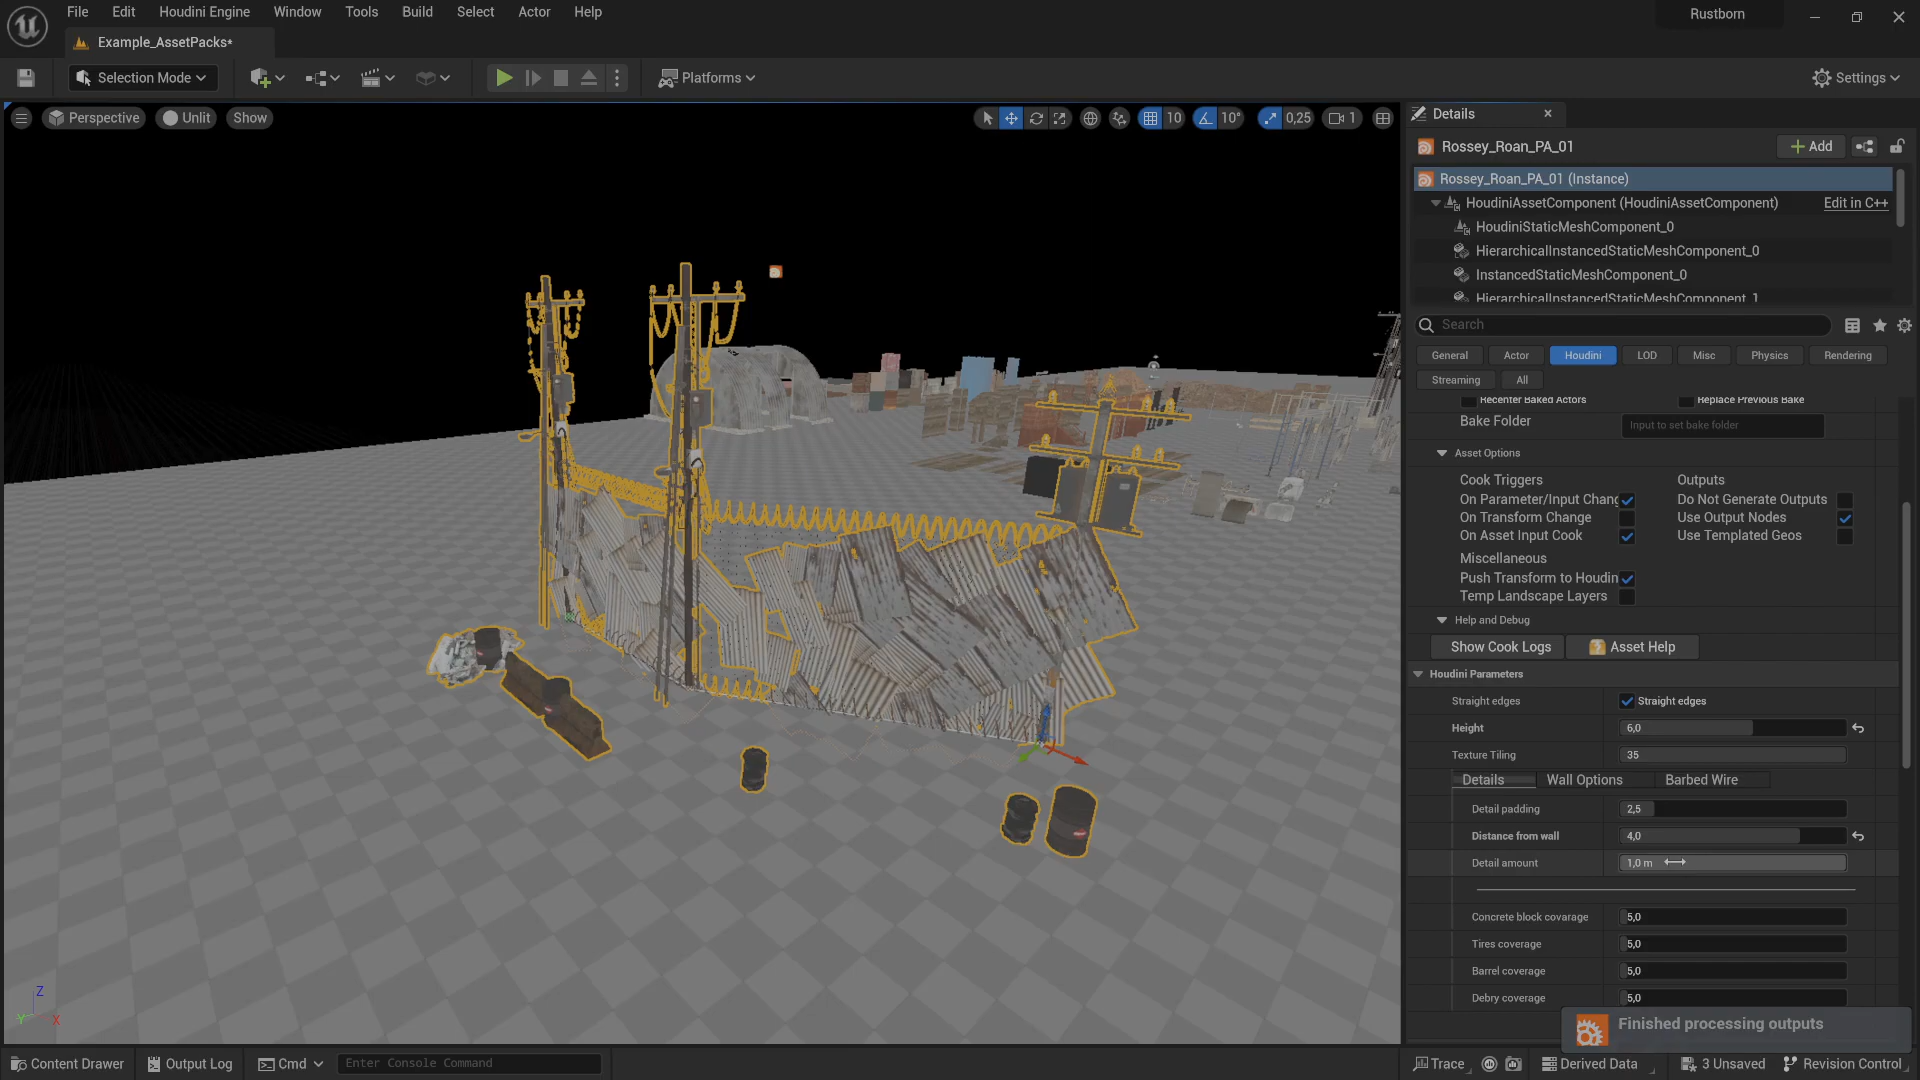 File Edit Houdini Engine Window Tools Build Select Actor Help
Rustborn
Example_AssetPacks*
Selection Mode
Platforms
Settings
Perspective Unlit Show
10 10° 0,25 1
Details
Rossey_Roan_PA_01
Add
Rossey_Roan_PA_01 (Instance)
HoudiniAssetComponent (HoudiniAssetComponent) Edit in C++
HoudiniStaticMeshComponent_0
HierarchicalInstancedStaticMeshComponent_0
InstancedStaticMeshComponent_0
HierarchicalInstancedStaticMeshComponent_1
Search
General Actor Houdini LOD Misc Physics Rendering
Streaming All
Recenter Baked Actors Replace Previous Bake
Bake Folder Input to set bake folder
Asset Options
Cook Triggers Outputs
On Parameter/Input Chang Do Not Generate Outputs
On Transform Change Use Output Nodes
On Asset Input Cook Use Templated Geos
Miscellaneous
Push Transform to Houdin
Temp Landscape Layers
Help and Debug
Show Cook Logs Asset Help
Houdini Parameters
Straight edges Straight edges
Height 6,0
Texture Tiling 35
Details Wall Options Barbed Wire
Detail padding 2,5
Distance from wall 4,0
Detail amount 1,0 m
Concrete block covarage 5,0
Tires coverage 5,0
Barrel coverage 5,0
Debry coverage 5,0
Finished processing outputs
Z
Y X
Content Drawer Output Log Cmd Enter Console Command Trace Derived Data 3 Unsaved Revision Control